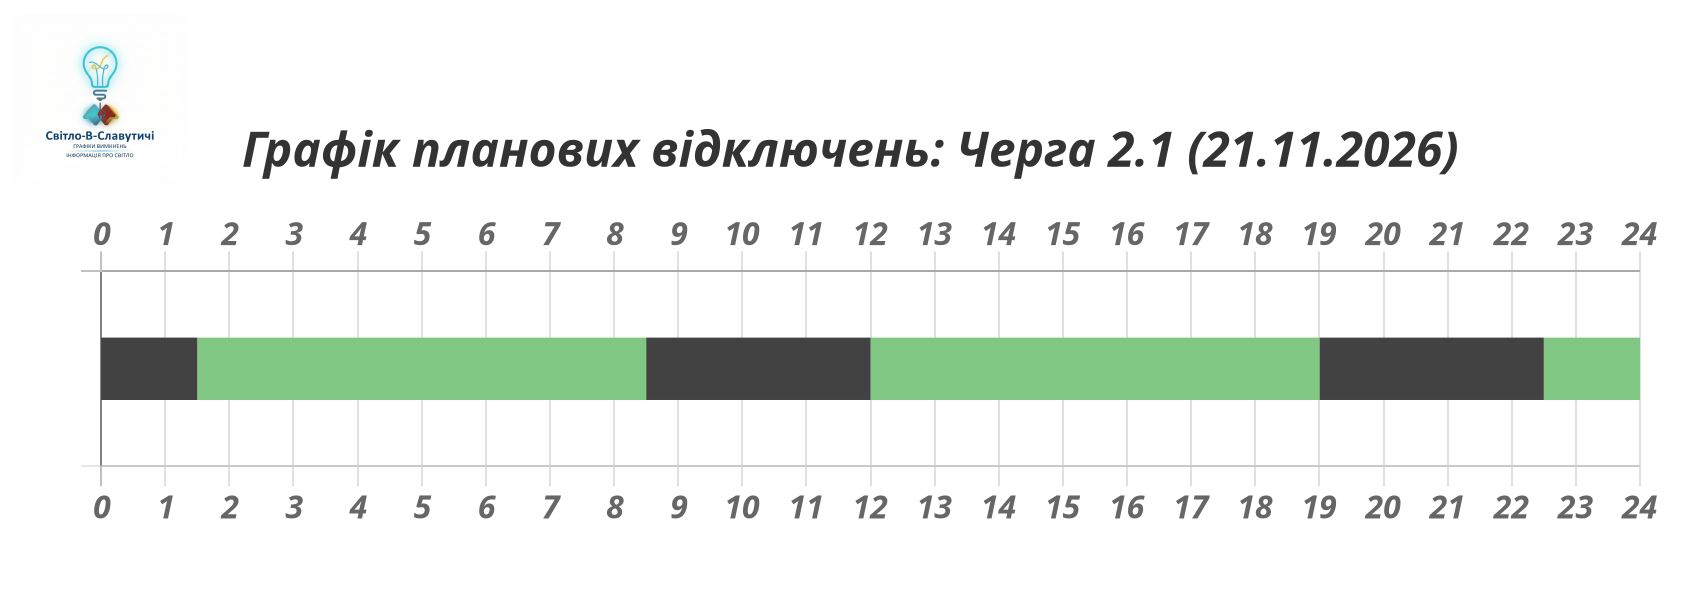 Світло-В-Славутичі
ГРАФІКИ ВИМКНЕНЬ
ІНФОРМАЦІЯ ПРО СВІТЛО
Графік планових відключень: Черга 2.1 (21.11.2026)
0 1 2 3 4 5 6 7 8 9 10 11 12 13 14 15 16 17 18 19 20 21 22 23 24
0 1 2 3 4 5 6 7 8 9 10 11 12 13 14 15 16 17 18 19 20 21 22 23 24